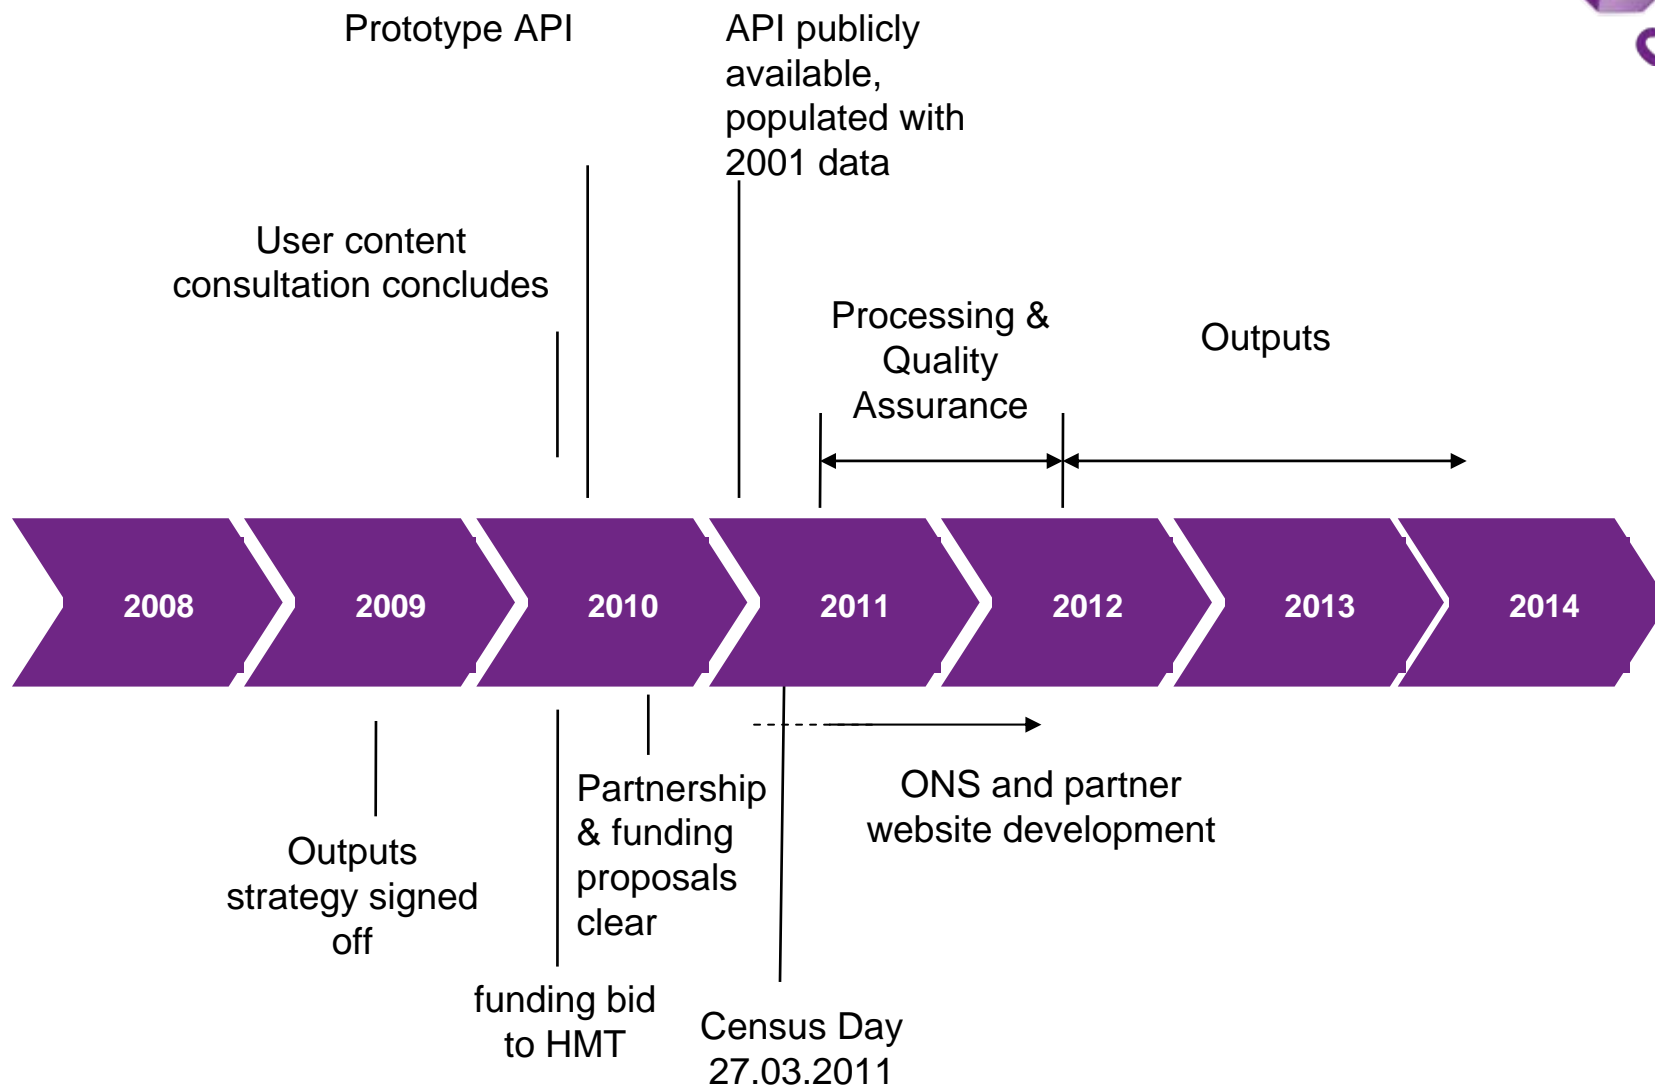 Prototype API
API publicly
available,
populated with
2001 data
User content
consultation concludes
Processing &
Quality
Assurance
Outputs
2008
2009
2010
2011
2012
2013
2014
Outputs
strategy signed
off
funding bid
to HMT
Partnership
& funding
proposals
clear
Census Day
27.03.2011
ONS and partner
website development